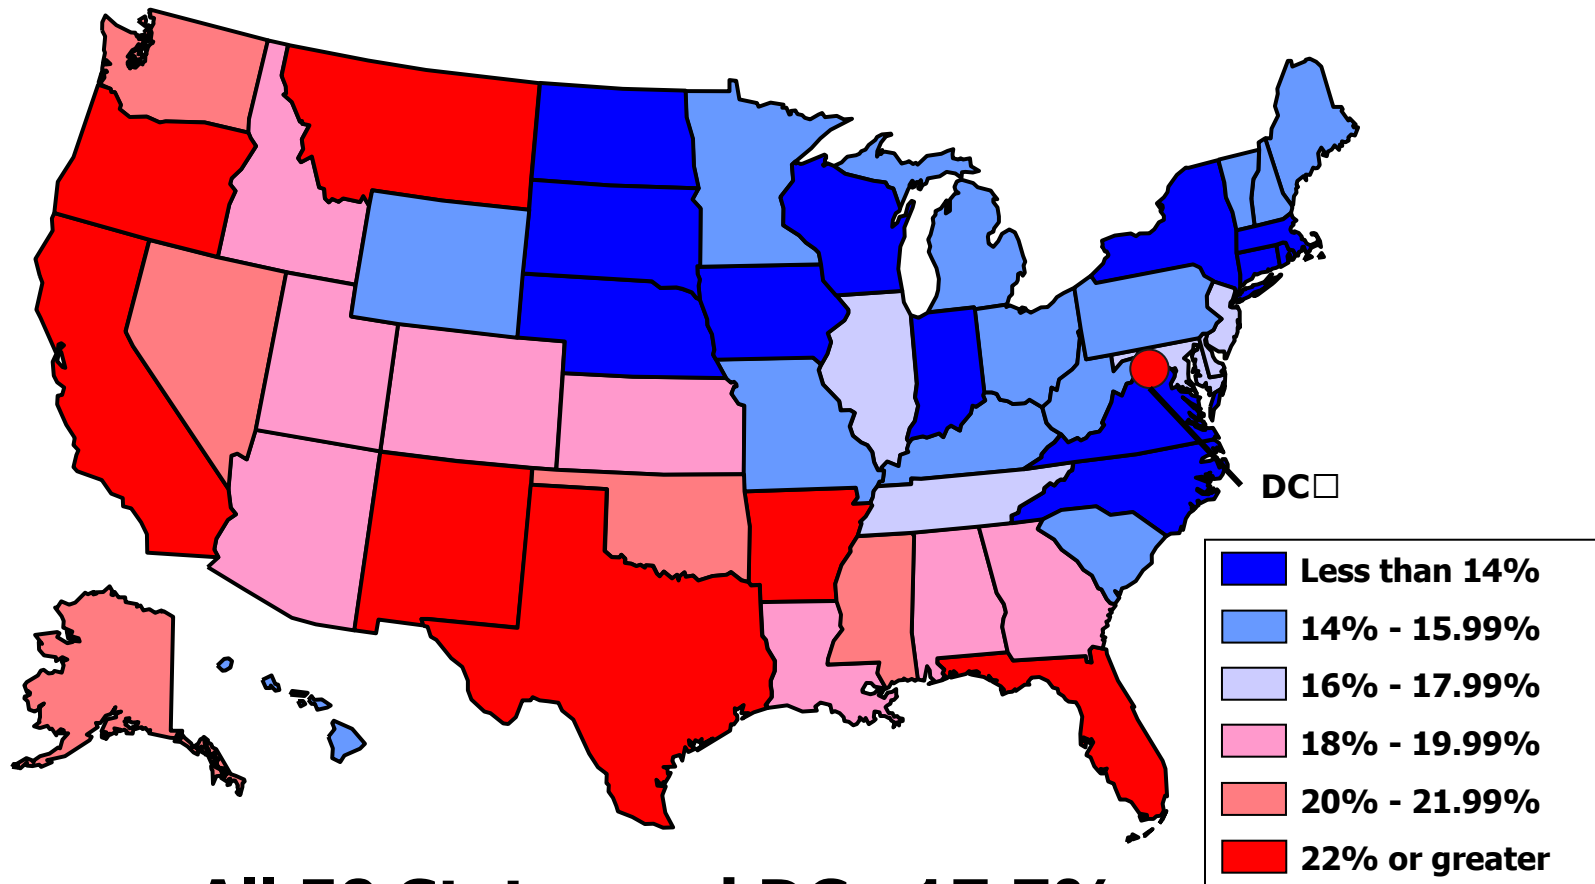 DC□
Less than 14%
14% - 15.99%
16% - 17.99%
18% - 19.99%
20% - 21.99%
22% or greater